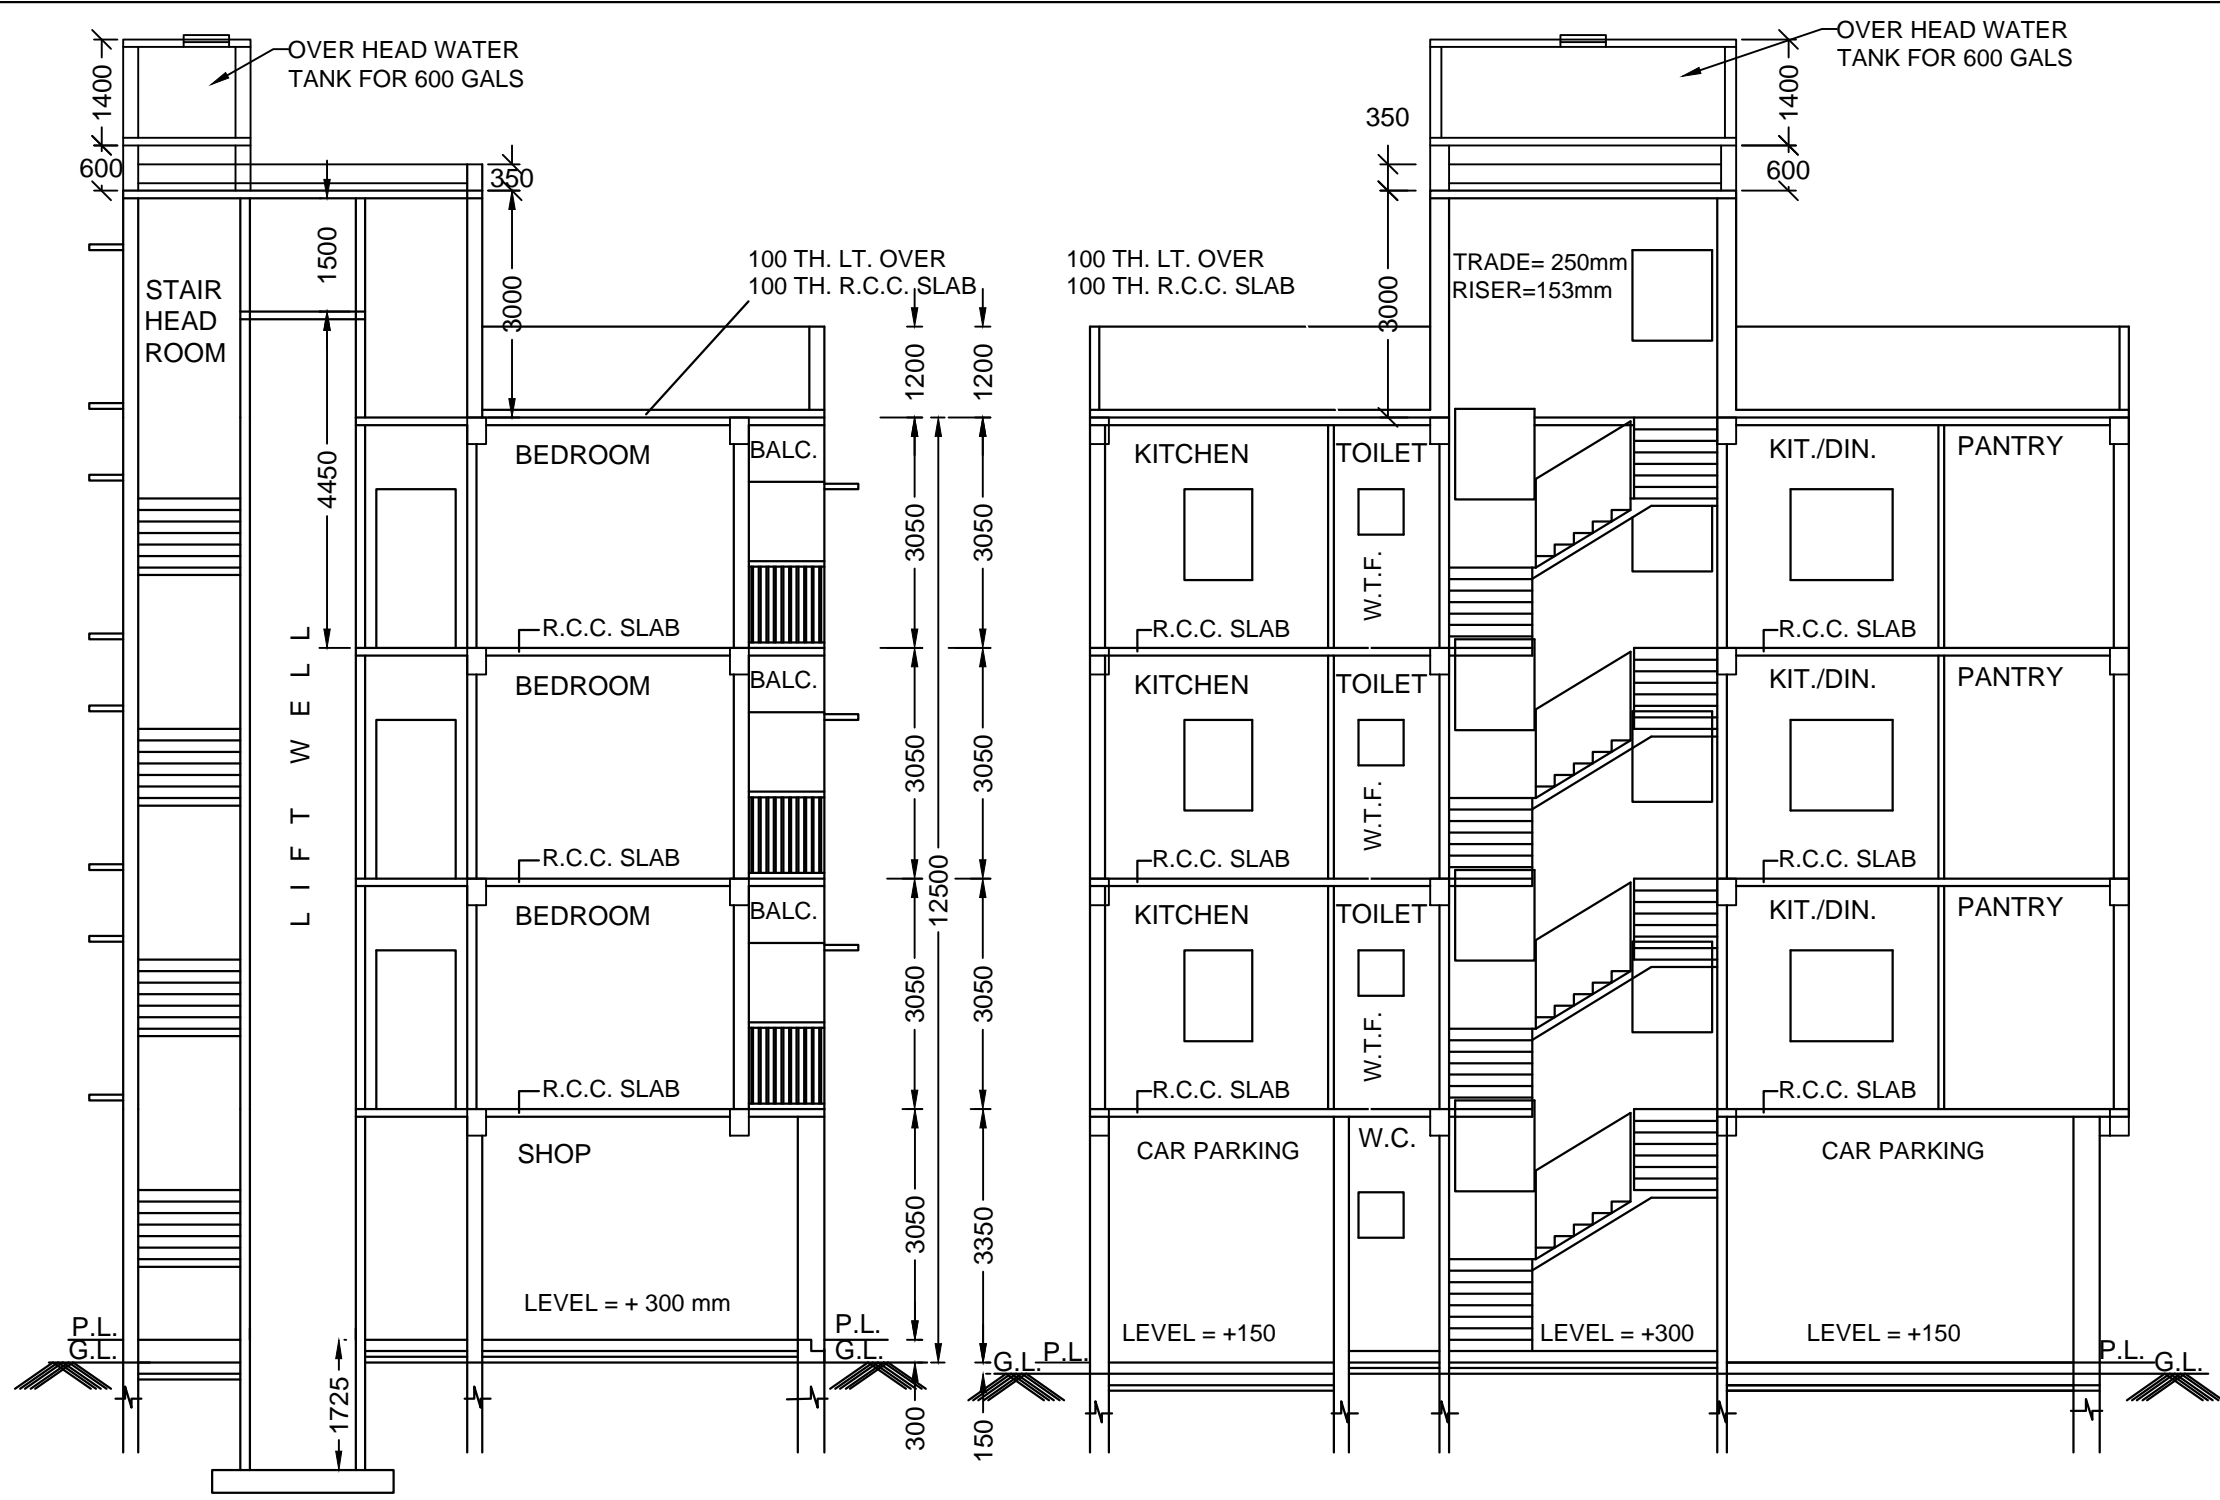 OVER HEAD WATER
TANK FOR 600 GALS
1400
600
350
1500
3000
STAIR
HEAD
ROOM
4450
LIFT WELL
1725
100 TH. LT. OVER
100 TH. R.C.C. SLAB
BEDROOM
BALC.
R.C.C. SLAB
BEDROOM
BALC.
R.C.C. SLAB
BEDROOM
BALC.
R.C.C. SLAB
SHOP
LEVEL = + 300 mm
P.L.
G.L.
P.L.
G.L.
1200
3050
3050
3050
3050
300
12500
1200
3050
3050
3050
3350
150
OVER HEAD WATER
TANK FOR 600 GALS
1400
600
350
3000
100 TH. LT. OVER
100 TH. R.C.C. SLAB
TRADE= 250mm
RISER=153mm
KITCHEN
TOILET
KIT./DIN.
PANTRY
W.T.F.
R.C.C. SLAB
R.C.C. SLAB
KITCHEN
TOILET
KIT./DIN.
PANTRY
W.T.F.
R.C.C. SLAB
R.C.C. SLAB
KITCHEN
TOILET
KIT./DIN.
PANTRY
W.T.F.
R.C.C. SLAB
R.C.C. SLAB
CAR PARKING
W.C.
CAR PARKING
LEVEL = +150
LEVEL = +300
LEVEL = +150
G.L.
P.L.
P.L.
G.L.